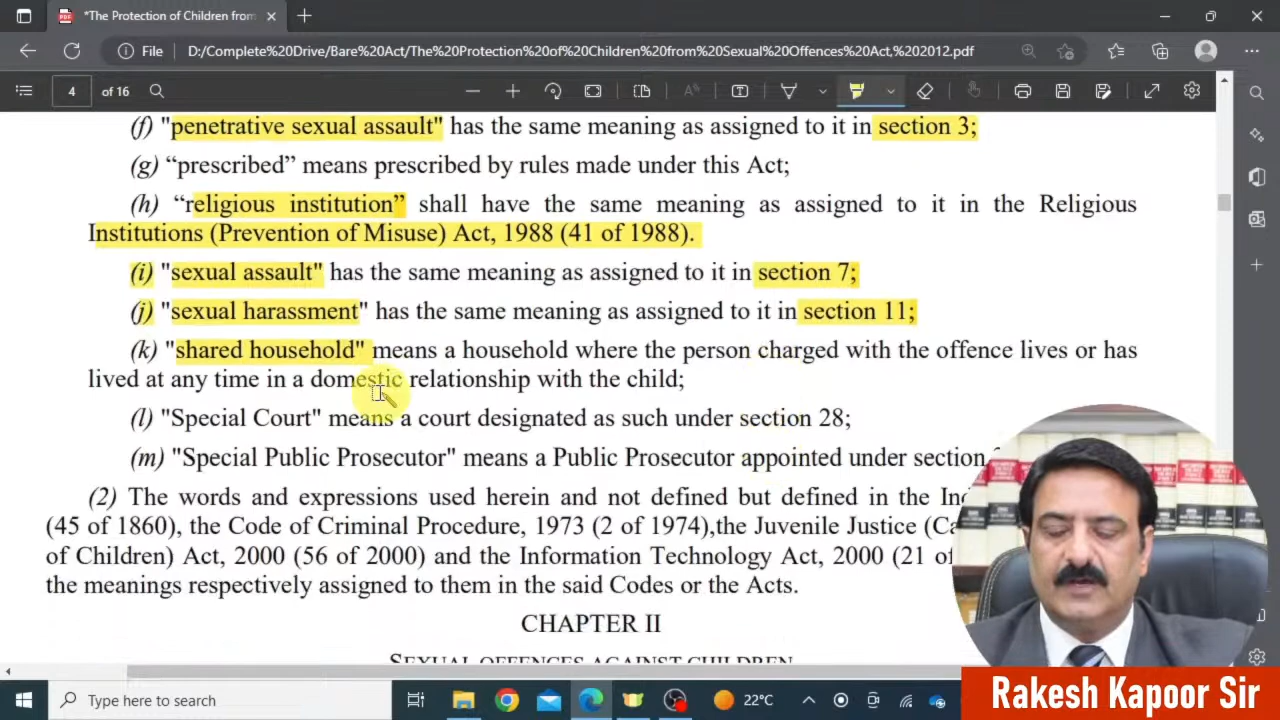 *The Protection of Children from
File
D:/Complete%20Drive/Bare%20Act/The%20Protection%20of%20Children%20from%20Sexual%20Offences%20Act,%202012.pdf
4 of 16
(f) "penetrative sexual assault" has the same meaning as assigned to it in section 3;
(g) “prescribed” means prescribed by rules made under this Act;
(h) “religious institution” shall have the same meaning as assigned to it in the Religious
Institutions (Prevention of Misuse) Act, 1988 (41 of 1988).
(i) "sexual assault" has the same meaning as assigned to it in section 7;
(j) "sexual harassment" has the same meaning as assigned to it in section 11;
(k) "shared household" means a household where the person charged with the offence lives or has
lived at any time in a domestic relationship with the child;
(l) "Special Court" means a court designated as such under section 28;
(m) "Special Public Prosecutor" means a Public Prosecutor appointed under section
(2) The words and expressions used herein and not defined but defined in the
(45 of 1860), the Code of Criminal Procedure, 1973 (2 of 1974),the Juvenile Justice
of Children) Act, 2000 (56 of 2000) and the Information Technology Act, 2000 (21 of
the meanings respectively assigned to them in the said Codes or the Acts.
CHAPTER II
SEXUAL OFFENCES AGAINST CHILDREN
Type here to search
22°C
Rakesh Kapoor Sir